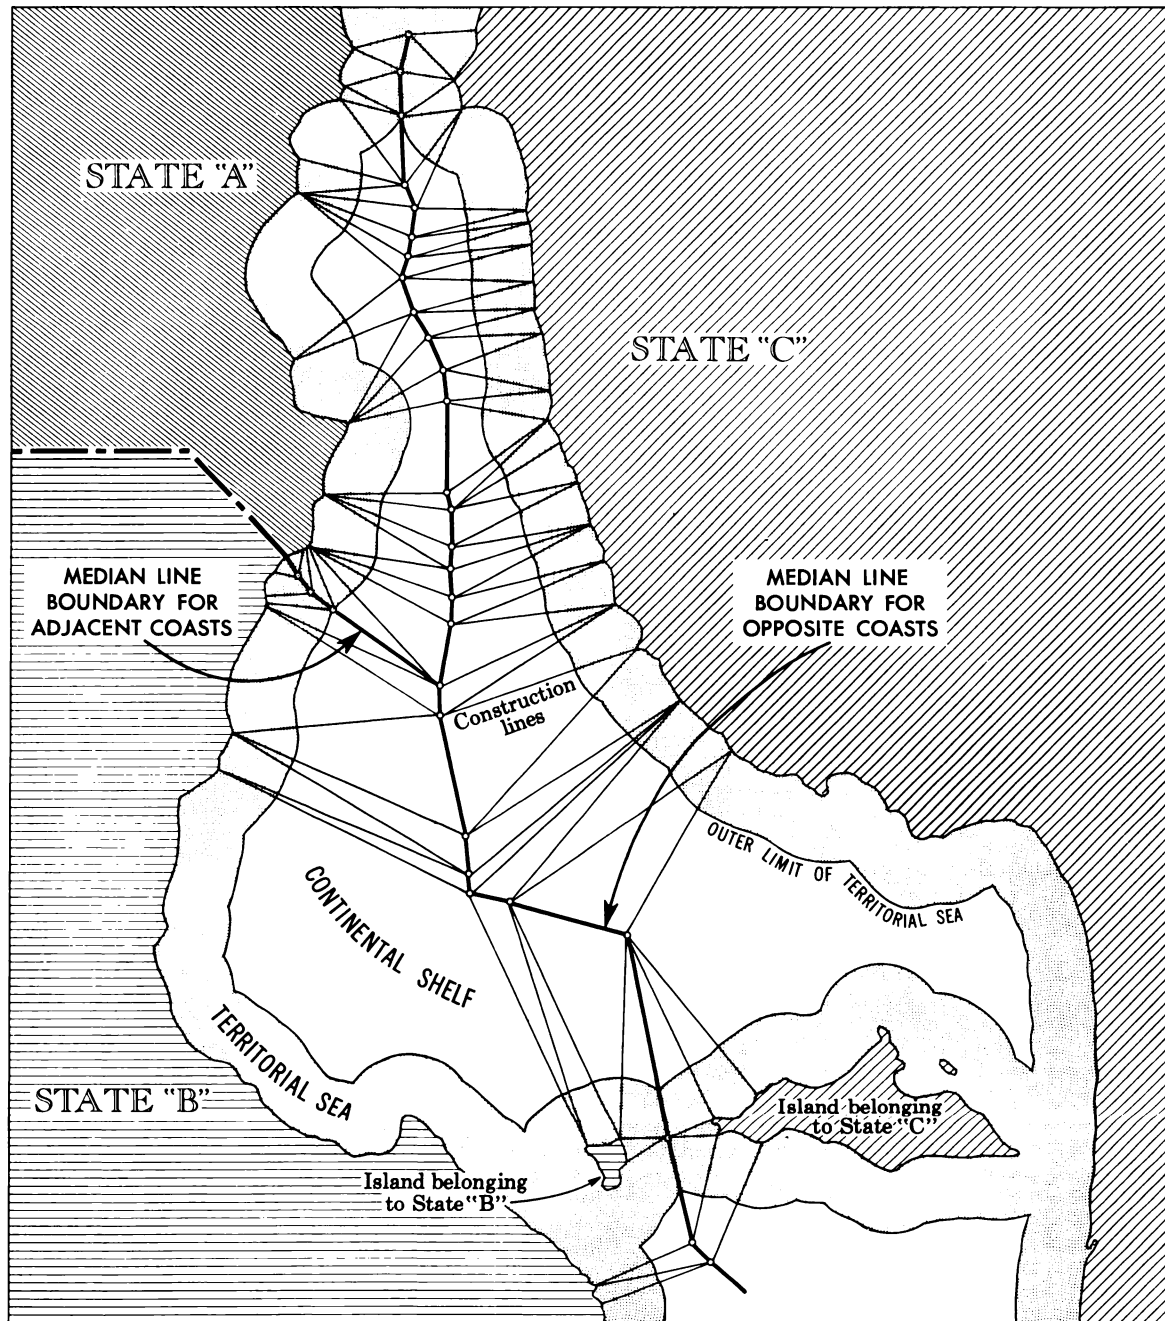 STATE "A"
STATE "C"
MEDIAN LINE
BOUNDARY FOR
ADJACENT COASTS
MEDIAN LINE
BOUNDARY FOR
OPPOSITE COASTS
Construction
lines
OUTER LIMIT OF TERRITORIAL SEA
CONTINENTAL SHELF
TERRITORIAL SEA
STATE "B"
Island belonging
to State "C"
Island belonging
to State "B"